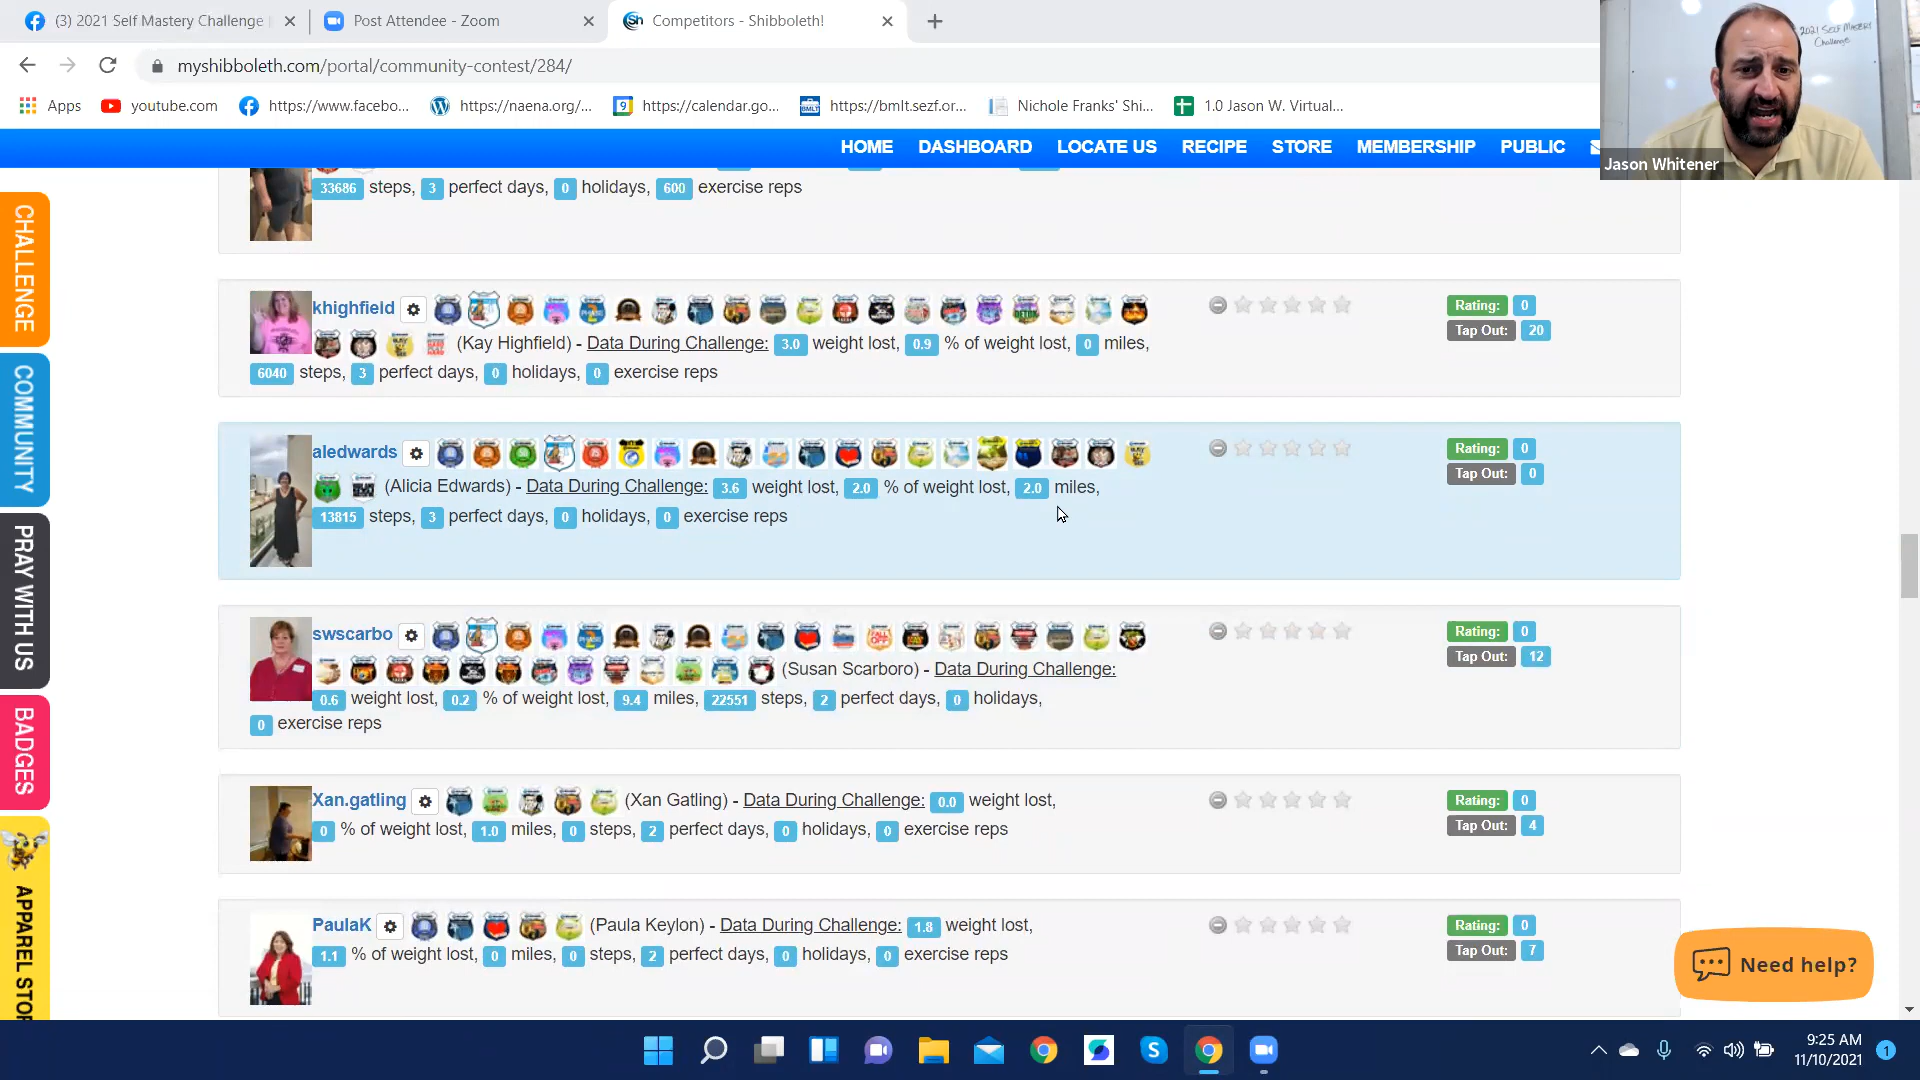 (3) 2021 Self Mastery Challenge
Post Attendee - Zoom
Competitors - Shibboleth!
2021 SELF MASTERY
Challenge
myshibboleth.com/portal/community-contest/284/
Apps
youtube.com
https://www.facebo...
https://naena.org/...
https://calendar.go...
https://bmlt.sezf.or...
Nichole Franks' Shi...
1.0 Jason W. Virtual...
HOME DASHBOARD LOCATE US RECIPE STORE MEMBERSHIP PUBLIC
Jason Whitener
CHALLENGE
COMMUNITY
PRAY WITH US
BADGES
APPAREL STOR
33686 steps, 3 perfect days, 0 holidays, 600 exercise reps
khighfield
(Kay Highfield) - Data During Challenge: 3.0 weight lost, 0.9 % of weight lost, 0 miles,
6040 steps, 3 perfect days, 0 holidays, 0 exercise reps
Rating: 0
Tap Out: 20
aledwards
(Alicia Edwards) - Data During Challenge: 3.6 weight lost, 2.0 % of weight lost, 2.0 miles,
13815 steps, 3 perfect days, 0 holidays, 0 exercise reps
Rating: 0
Tap Out: 0
swscarbo
(Susan Scarboro) - Data During Challenge:
0.6 weight lost, 0.2 % of weight lost, 9.4 miles, 22551 steps, 2 perfect days, 0 holidays,
0 exercise reps
Rating: 0
Tap Out: 12
Xan.gatling (Xan Gatling) - Data During Challenge: 0.0 weight lost,
0 % of weight lost, 1.0 miles, 0 steps, 2 perfect days, 0 holidays, 0 exercise reps
Rating: 0
Tap Out: 4
PaulaK (Paula Keylon) - Data During Challenge: 1.8 weight lost,
1.1 % of weight lost, 0 miles, 0 steps, 2 perfect days, 0 holidays, 0 exercise reps
Rating: 0
Tap Out: 7
Need help?
9:25 AM
11/10/2021
1